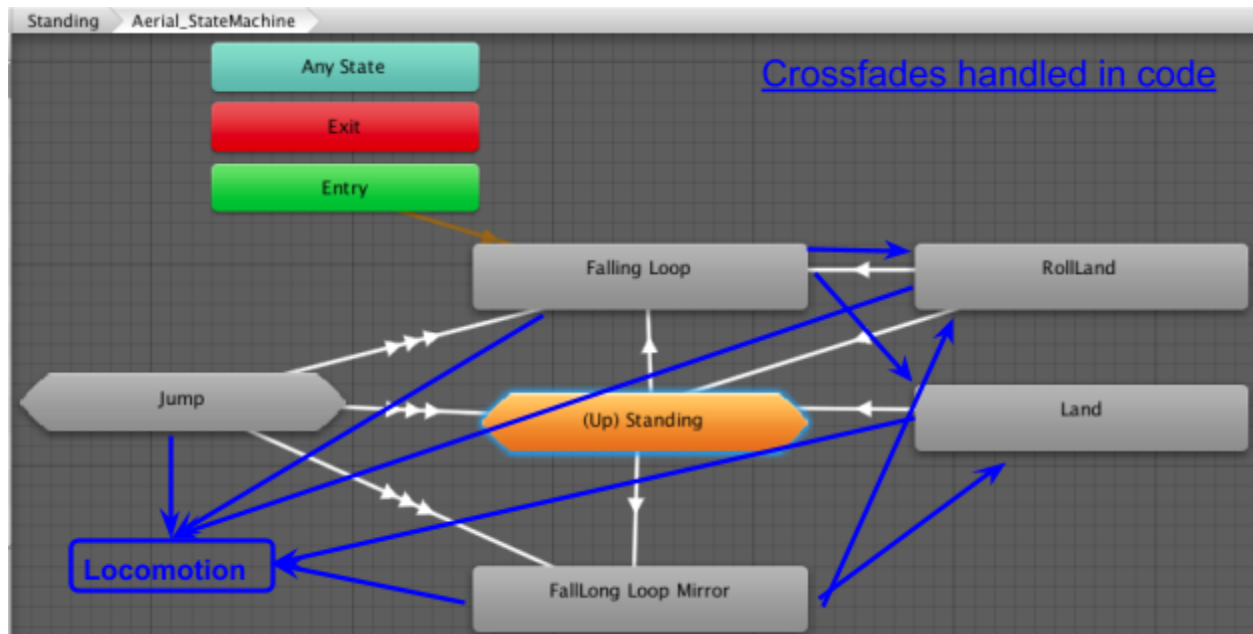 Standing
Aerial_StateMachine
Any State
Crossfades handled in code
Exit
Entry
Falling Loop
RollLand
Jump
(Up) Standing
Land
Locomotion
FallLong Loop Mirror